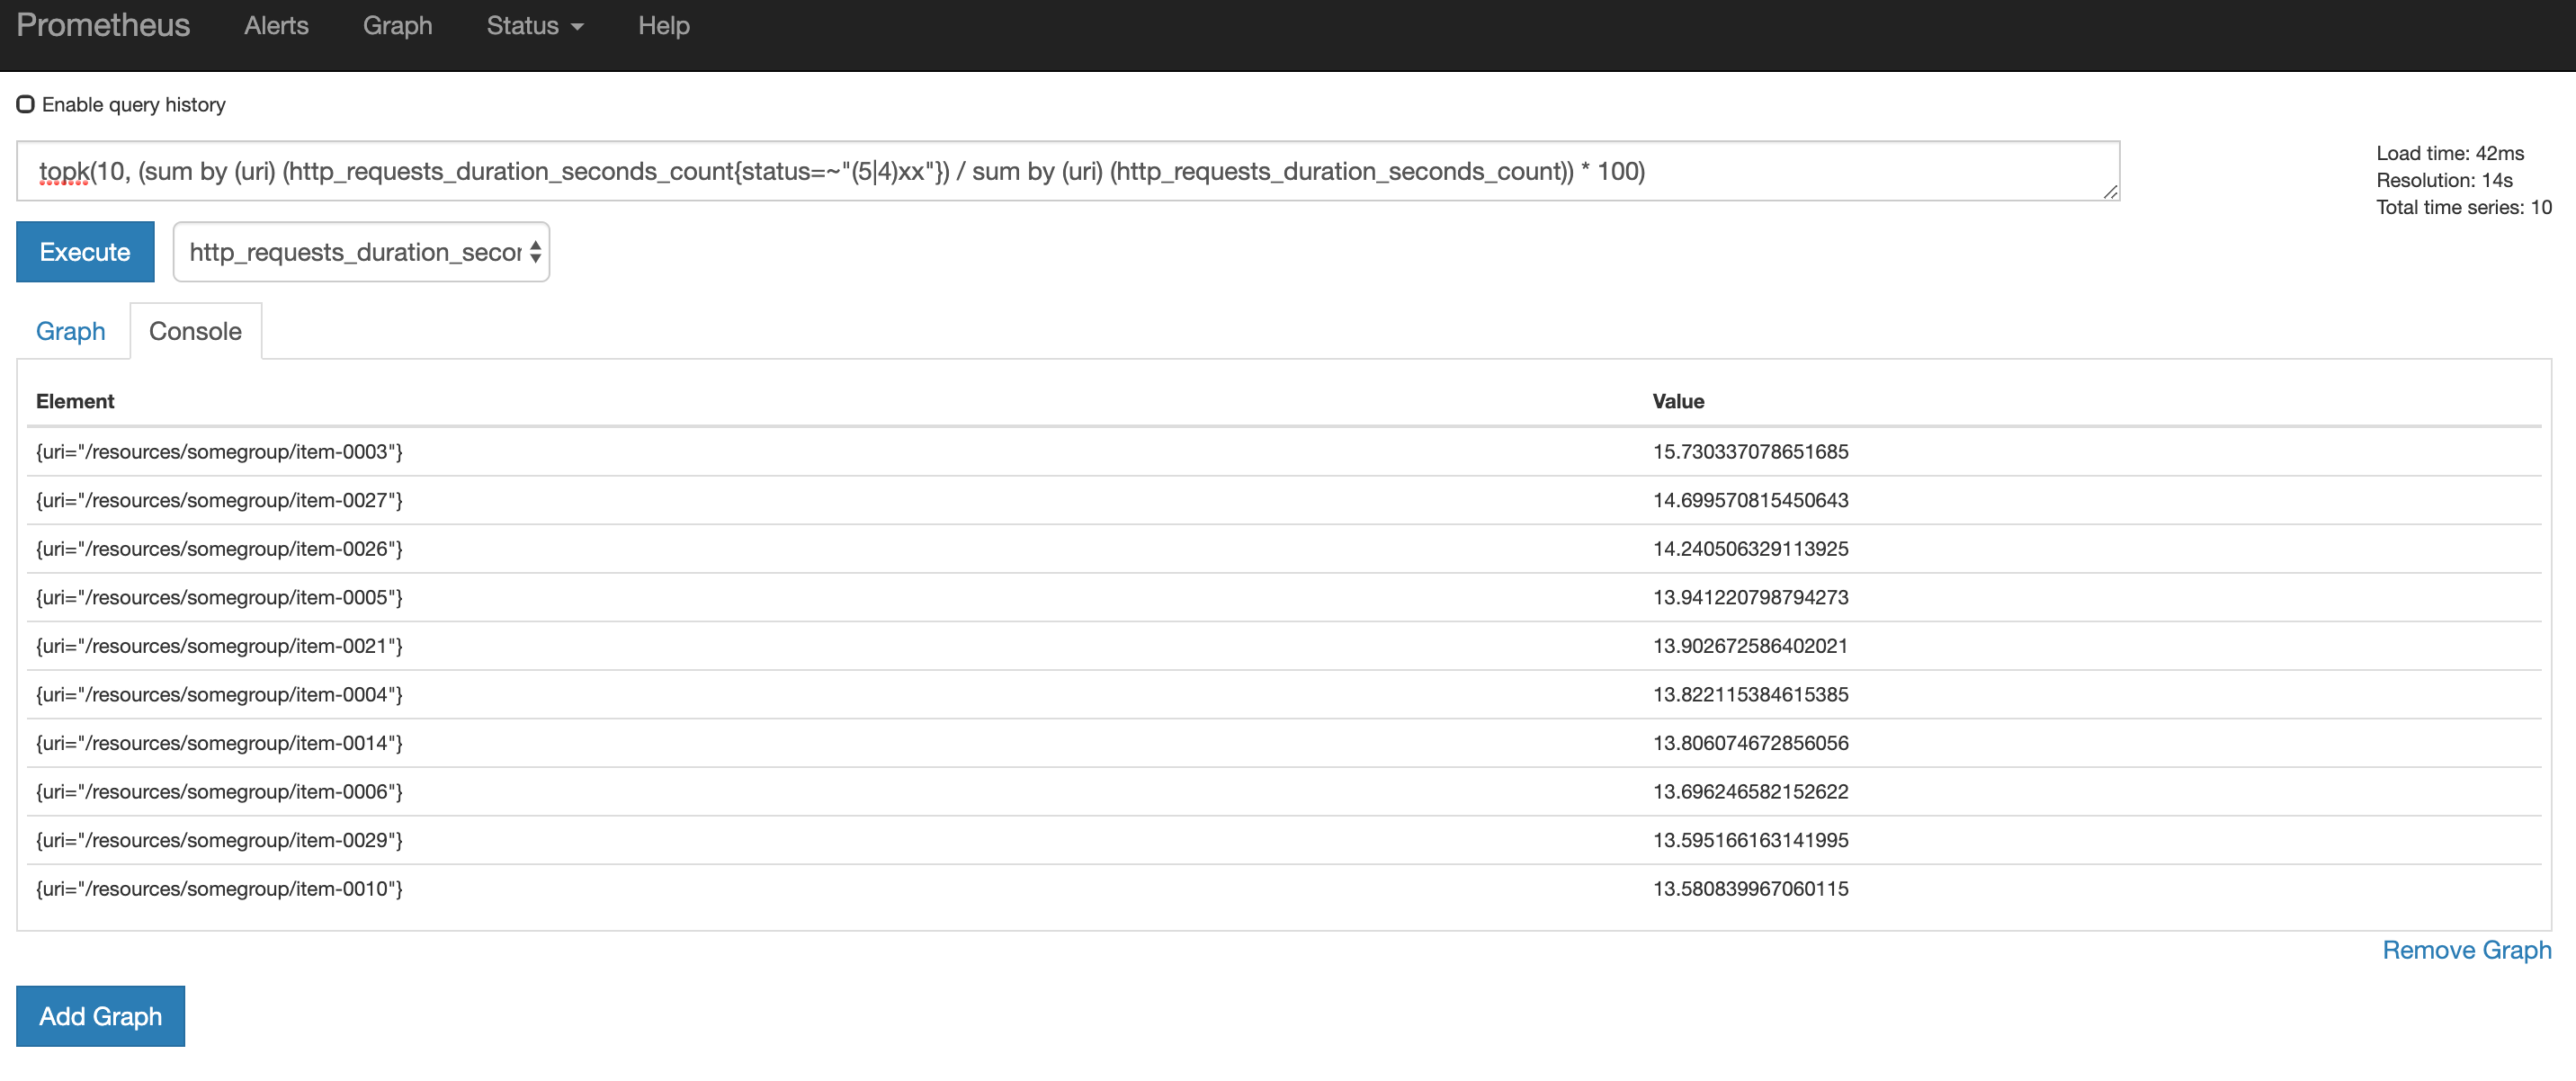 Prometheus Alerts Graph Status Help
Enable query history
topk(10, (sum by (uri) (http_requests_duration_seconds_count{status=~"(5|4)xx"}) / sum by (uri) (http_requests_duration_seconds_count)) * 100)
Load time: 42ms
Resolution: 14s
Total time series: 10
Execute http_requests_duration_secon
Graph Console
Element Value
{uri="/resources/somegroup/item-0003"} 15.730337078651685
{uri="/resources/somegroup/item-0027"} 14.699570815450643
{uri="/resources/somegroup/item-0026"} 14.240506329113925
{uri="/resources/somegroup/item-0005"} 13.941220798794273
{uri="/resources/somegroup/item-0021"} 13.902672586402021
{uri="/resources/somegroup/item-0004"} 13.822115384615385
{uri="/resources/somegroup/item-0014"} 13.806074672856056
{uri="/resources/somegroup/item-0006"} 13.696246582152622
{uri="/resources/somegroup/item-0029"} 13.595166163141995
{uri="/resources/somegroup/item-0010"} 13.580839967060115
Remove Graph
Add Graph